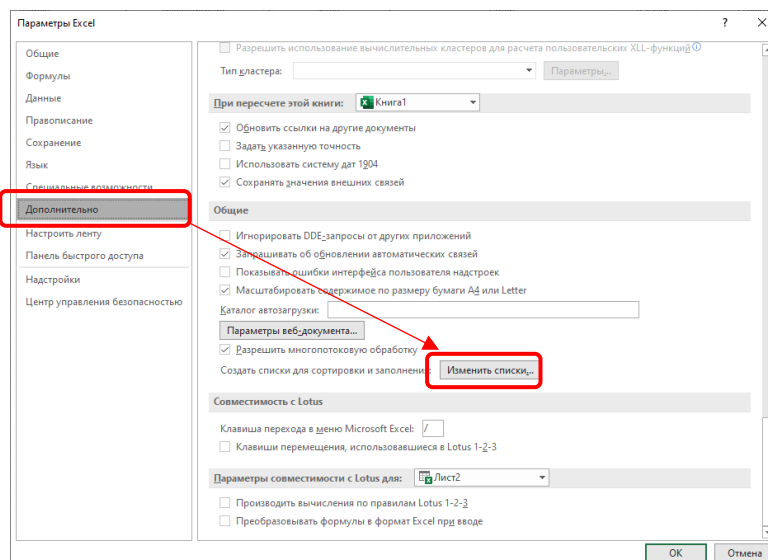 Параметры Excel
? X
Общие
Формулы
Данные
Правописание
Сохранение
Язык
Специальные возможности
Дополнительно
Настроить ленту
Панель быстрого доступа
Надстройки
Центр управления безопасностью
Разрешить использование вычислительных кластеров для расчета пользовательских XLL-функций
Тип кластера: Параметры...
При пересчете этой книги: Книга1
Обновить ссылки на другие документы
Задать указанную точность
Использовать систему дат 1904
Сохранять значения внешних связей
Общие
Игнорировать DDE-запросы от других приложений
Запрашивать об обновлении автоматических связей
Показывать ошибки интерфейса пользователя надстроек
Масштабировать содержимое по размеру бумаги A4 или Letter
Каталог автозагрузки:
Параметры веб-документа...
Разрешить многопотоковую обработку
Создать списки для сортировки и заполнения: Изменить списки...
Совместимость с Lotus
Клавиша перехода в меню Microsoft Excel: /
Клавиши перемещения, использовавшиеся в Lotus 1-2-3
Параметры совместимости с Lotus для: Лист2
Производить вычисления по правилам Lotus 1-2-3
Преобразовывать формулы в формат Excel при вводе
ОК Отмена